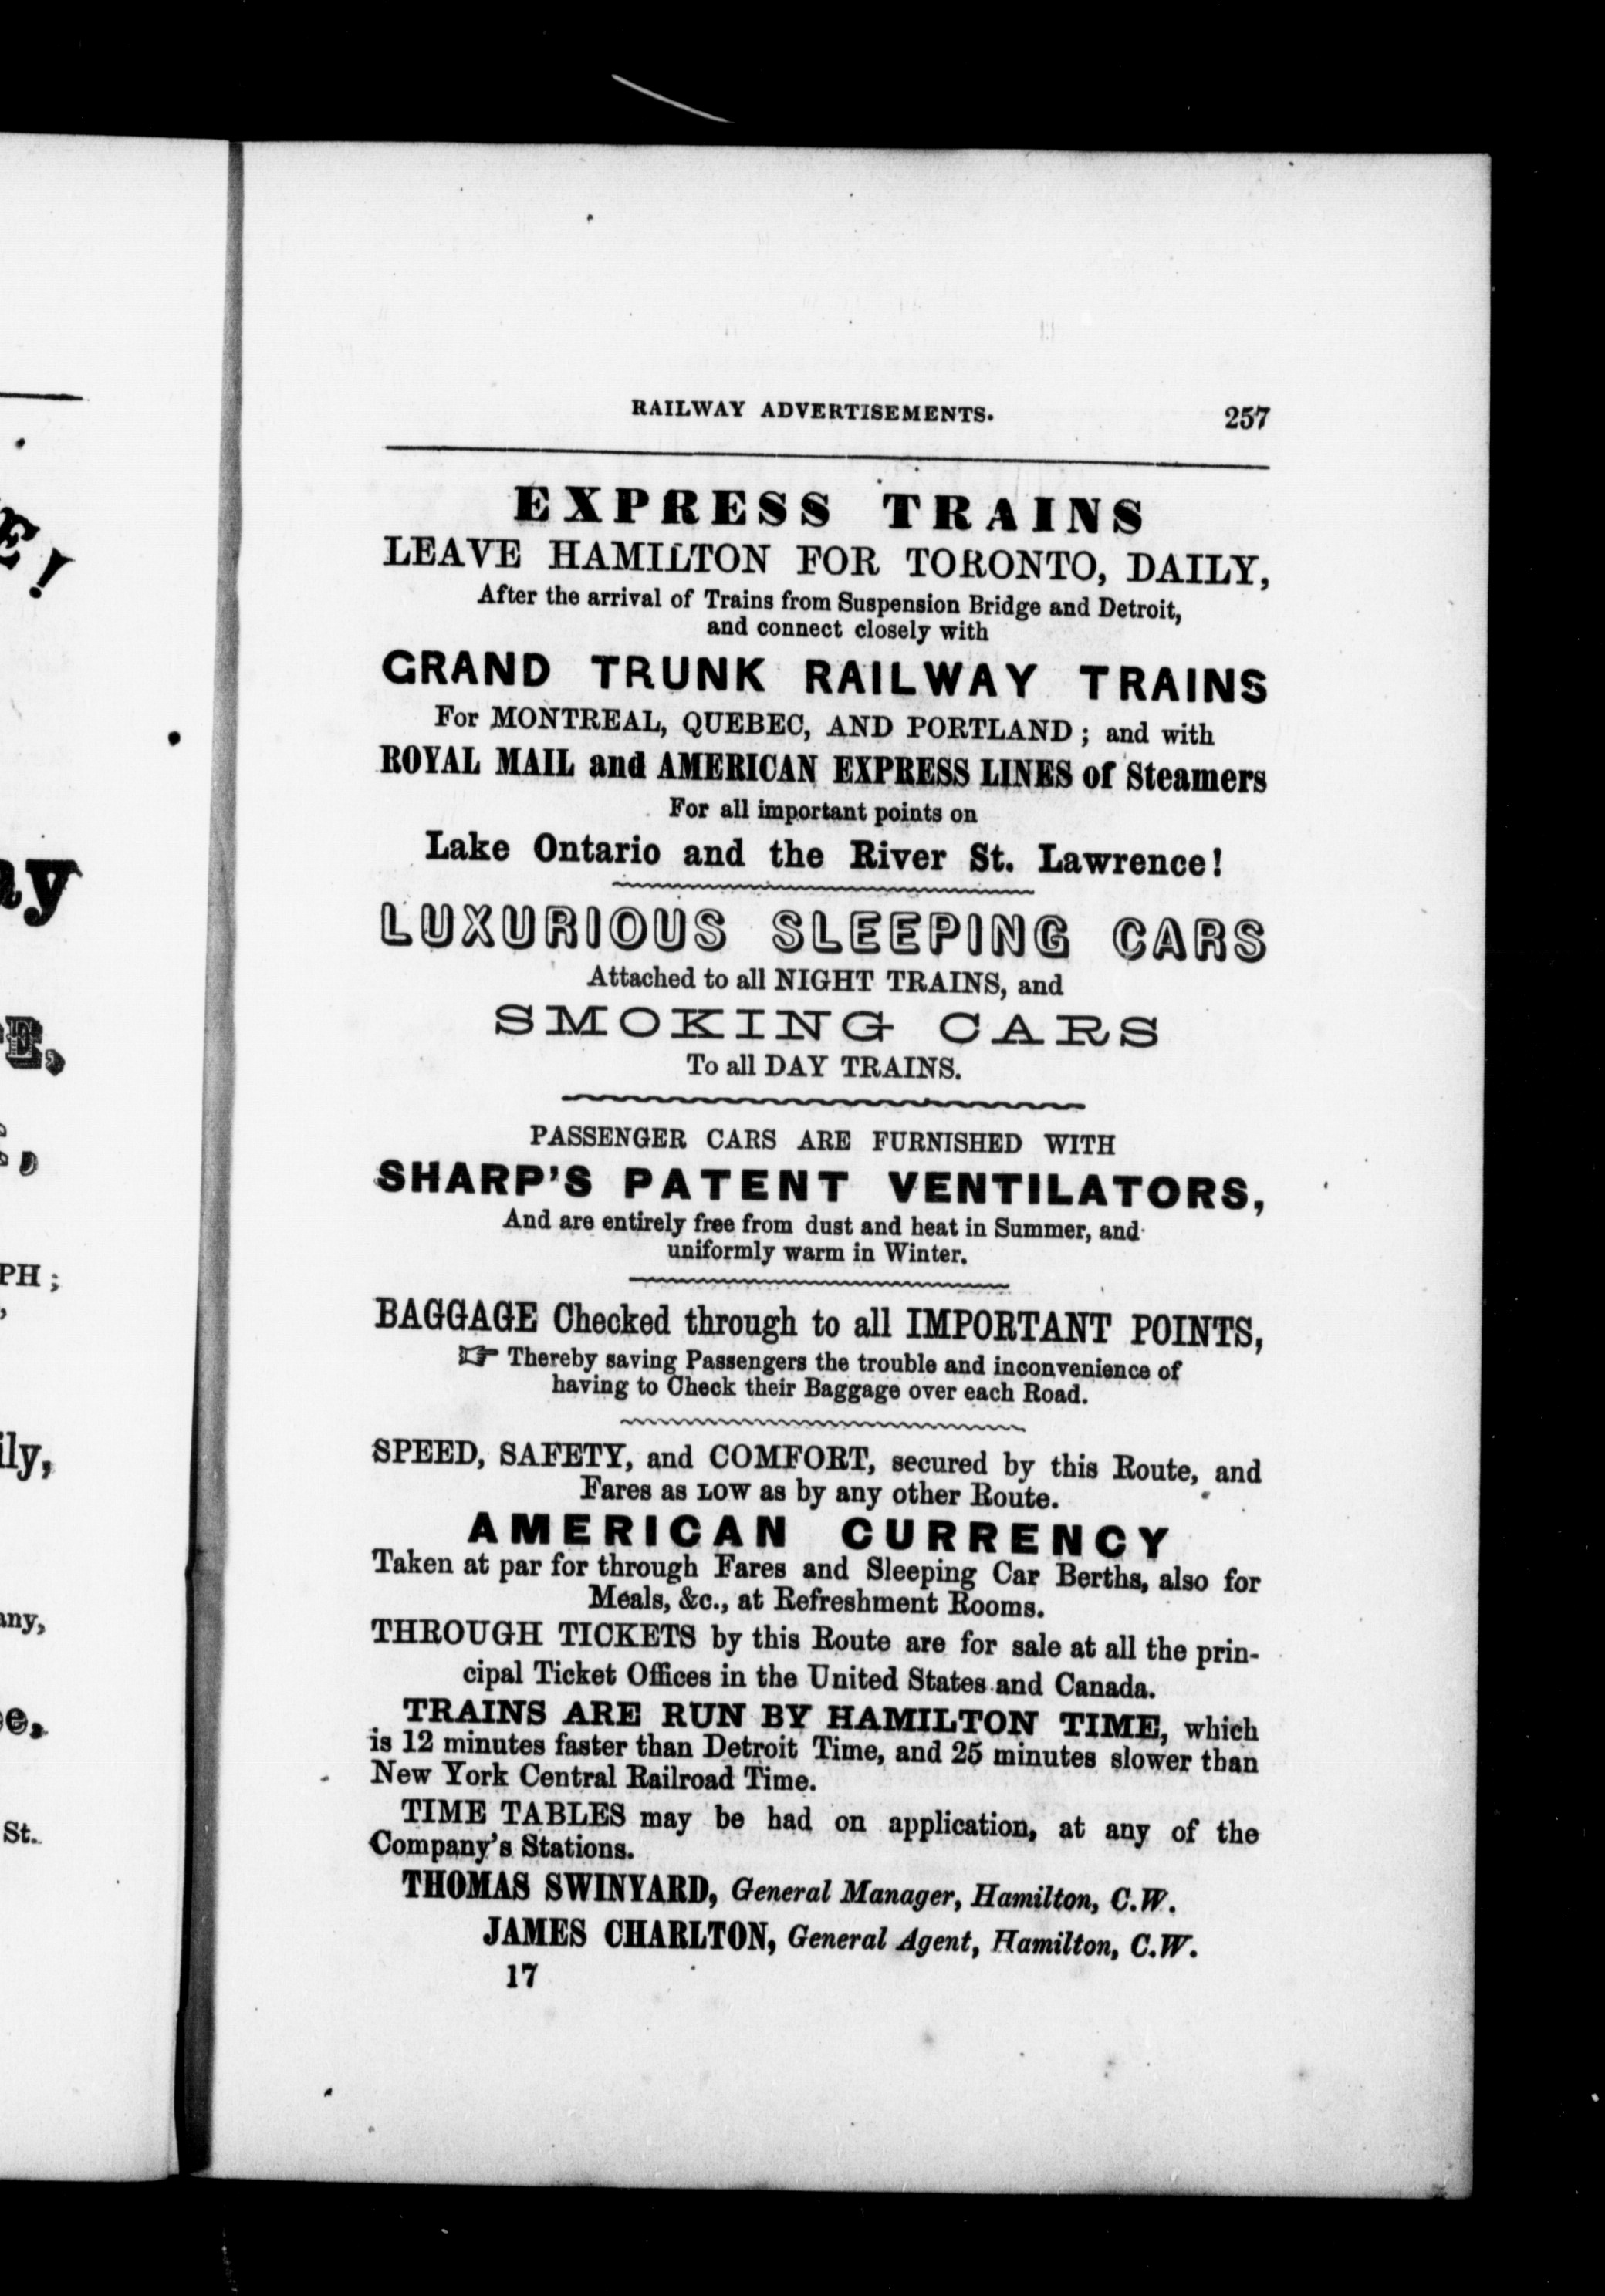 RAILWAY ADVERTISEMENTS. 257
EXPRESS TRAINS
LEAVE HAMILTON FOR TORONTO, DAILY,
After the arrival of Trains from Suspension Bridge and Detroit,
and connect closely with
GRAND TRUNK RAILWAY TRAINS
For MONTREAL, QUEBEC, AND PORTLAND; and with
ROYAL MAIL and AMERICAN EXPRESS LINES of Steamers
For all important points on
Lake Ontario and the River St. Lawrence!
LUXURIOUS SLEEPING CARS
Attached to all NIGHT TRAINS, and
SMOKING CARS
To all DAY TRAINS.
PASSENGER CARS ARE FURNISHED WITH
SHARP'S PATENT VENTILATORS,
And are entirely free from dust and heat in Summer, and
uniformly warm in Winter.
BAGGAGE Checked through to all IMPORTANT POINTS,
☞ Thereby saving Passengers the trouble and inconvenience of
having to Check their Baggage over each Road.
SPEED, SAFETY, and COMFORT, secured by this Route, and
Fares as LOW as by any other Route.
AMERICAN CURRENCY
Taken at par for through Fares and Sleeping Car Berths, also for
Meals, &c., at Refreshment Rooms.
THROUGH TICKETS by this Route are for sale at all the prin-
cipal Ticket Offices in the United States and Canada.
TRAINS ARE RUN BY HAMILTON TIME, which
is 12 minutes faster than Detroit Time, and 25 minutes slower than
New York Central Railroad Time.
TIME TABLES may be had on application, at any of the
Company's Stations.
THOMAS SWINYARD, General Manager, Hamilton, C.W.
JAMES CHARLTON, General Agent, Hamilton, C.W.
17